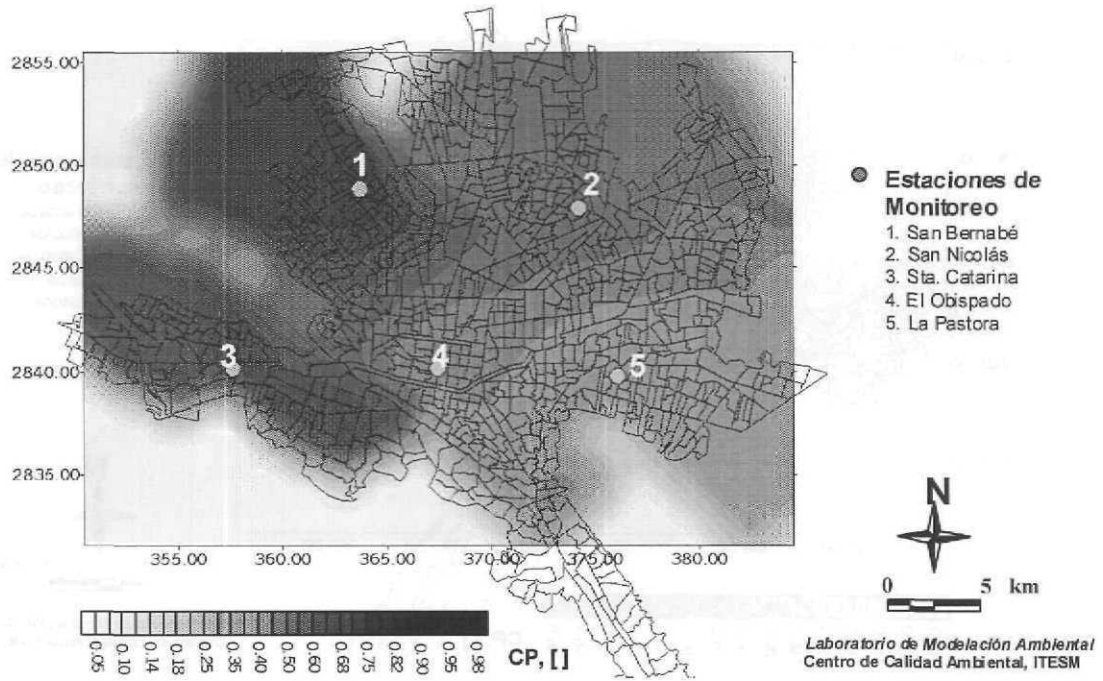 2855.00
2850.00
2845.00
2840.00
2835.00
355.00 360.00 365.00 370.00 375.00 380.00
1
2
3
4
5
Estaciones de
Monitoreo
1. San Bernabé
2. San Nicolás
3. Sta. Catarina
4. El Obispado
5. La Pastora
N
0 5 km
0.05 0.10 0.14 0.18 0.25 0.35 0.50 0.60 0.75 0.82 0.90 0.95 0.98
CP, [ ]
Laboratorio de Modelación Ambiental
Centro de Calidad Ambiental, ITESM